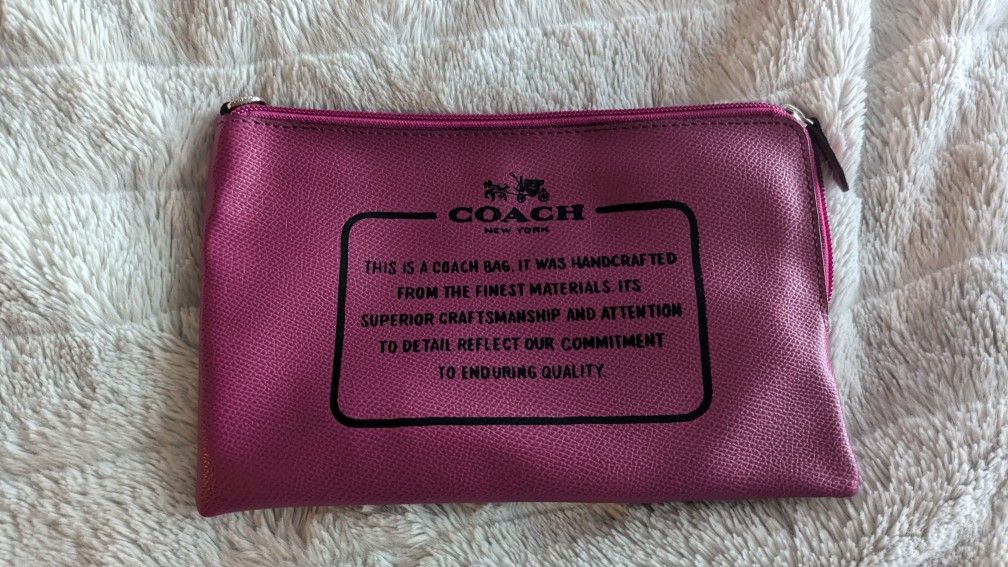 COACH
NEW YORK
THIS IS A COACH BAG. IT WAS HANDCRAFTED
FROM THE FINEST MATERIALS. ITS
SUPERIOR CRAFTSMANSHIP AND ATTENTION
TO DETAIL REFLECT OUR COMMITMENT
TO ENDURING QUALITY.